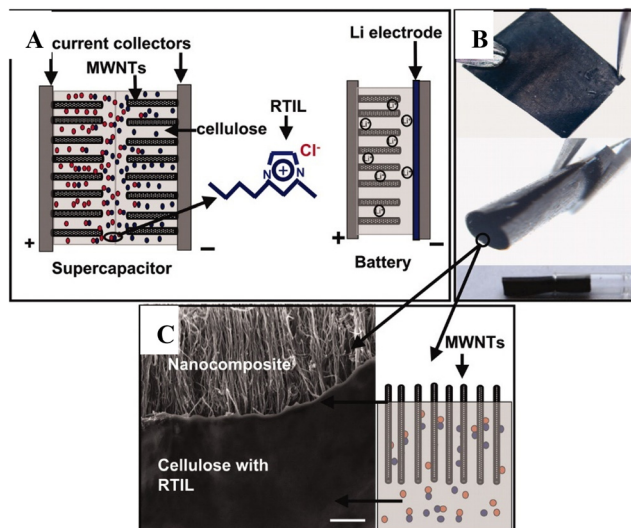 A
current collectors
MWNTs
cellulose
RTIL
Cl-
N
N
+
+
-
Supercapacitor
Li electrode
+
-
Battery
B
C
Nanocomposite
Cellulose with
RTIL
MWNTs